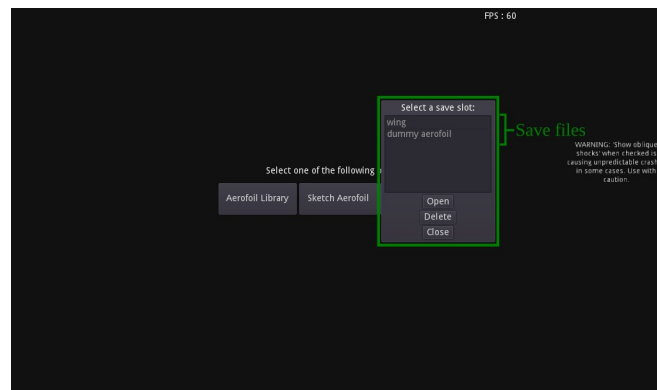 FPS : 60
Select a save slot:
wing
dummy aerofoil
Save files
WARNING: 'Show oblique
shocks' when checked is
causing unpredictable crash
in some cases. Use with
caution.
Select one of the following
Aerofoil Library
Sketch Aerofoil
Open
Delete
Close